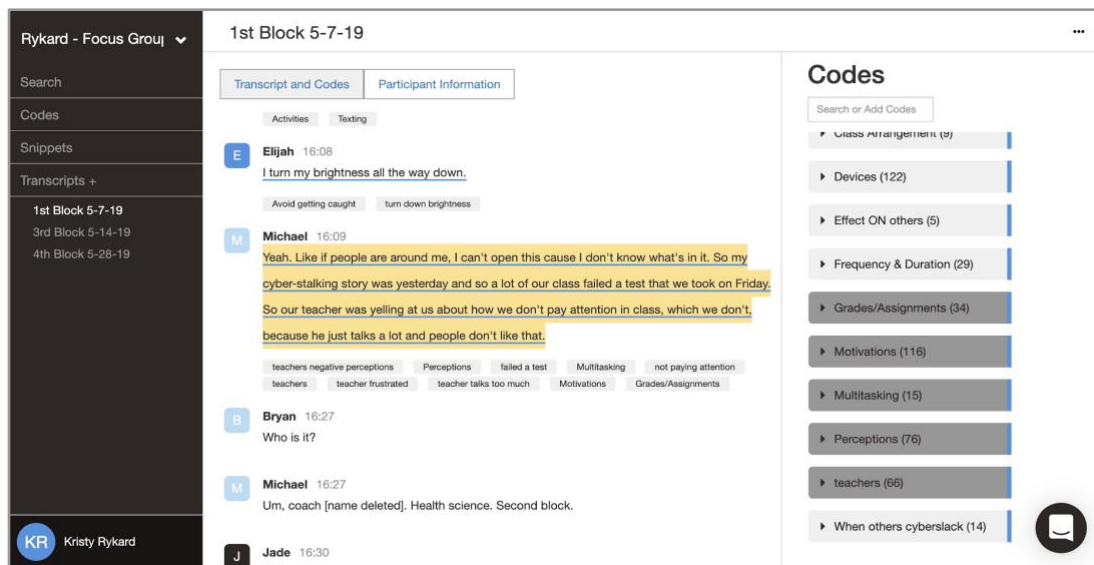 Rykard - Focus Grou
Search
Codes
Snippets
Transcripts +
1st Block 5-7-19
3rd Block 5-14-19
4th Block 5-28-19
KR Kristy Rykard
1st Block 5-7-19
...
Transcript and Codes Participant Information
Activities Texting
E Elijah 16:08
I turn my brightness all the way down.
Avoid getting caught turn down brightness
M Michael 16:09
Yeah. Like if people are around me, I can't open this cause I don't know what's in it. So my
cyber-stalking story was yesterday and so a lot of our class failed a test that we took on Friday.
So our teacher was yelling at us about how we don't pay attention in class, which we don't,
because he just talks a lot and people don't like that.
teachers negative perceptions Perceptions failed a test Multitasking not paying attention
teachers teacher frustrated teacher talks too much Motivations Grades/Assignments
B Bryan 16:27
Who is it?
M Michael 16:27
Um, coach [name deleted]. Health science. Second block.
J Jade 16:30
Codes
Search or Add Codes
Class Arrangement (9)
Devices (122)
Effect ON others (5)
Frequency & Duration (29)
Grades/Assignments (34)
Motivations (116)
Multitasking (15)
Perceptions (76)
teachers (66)
When others cyberslack (14)